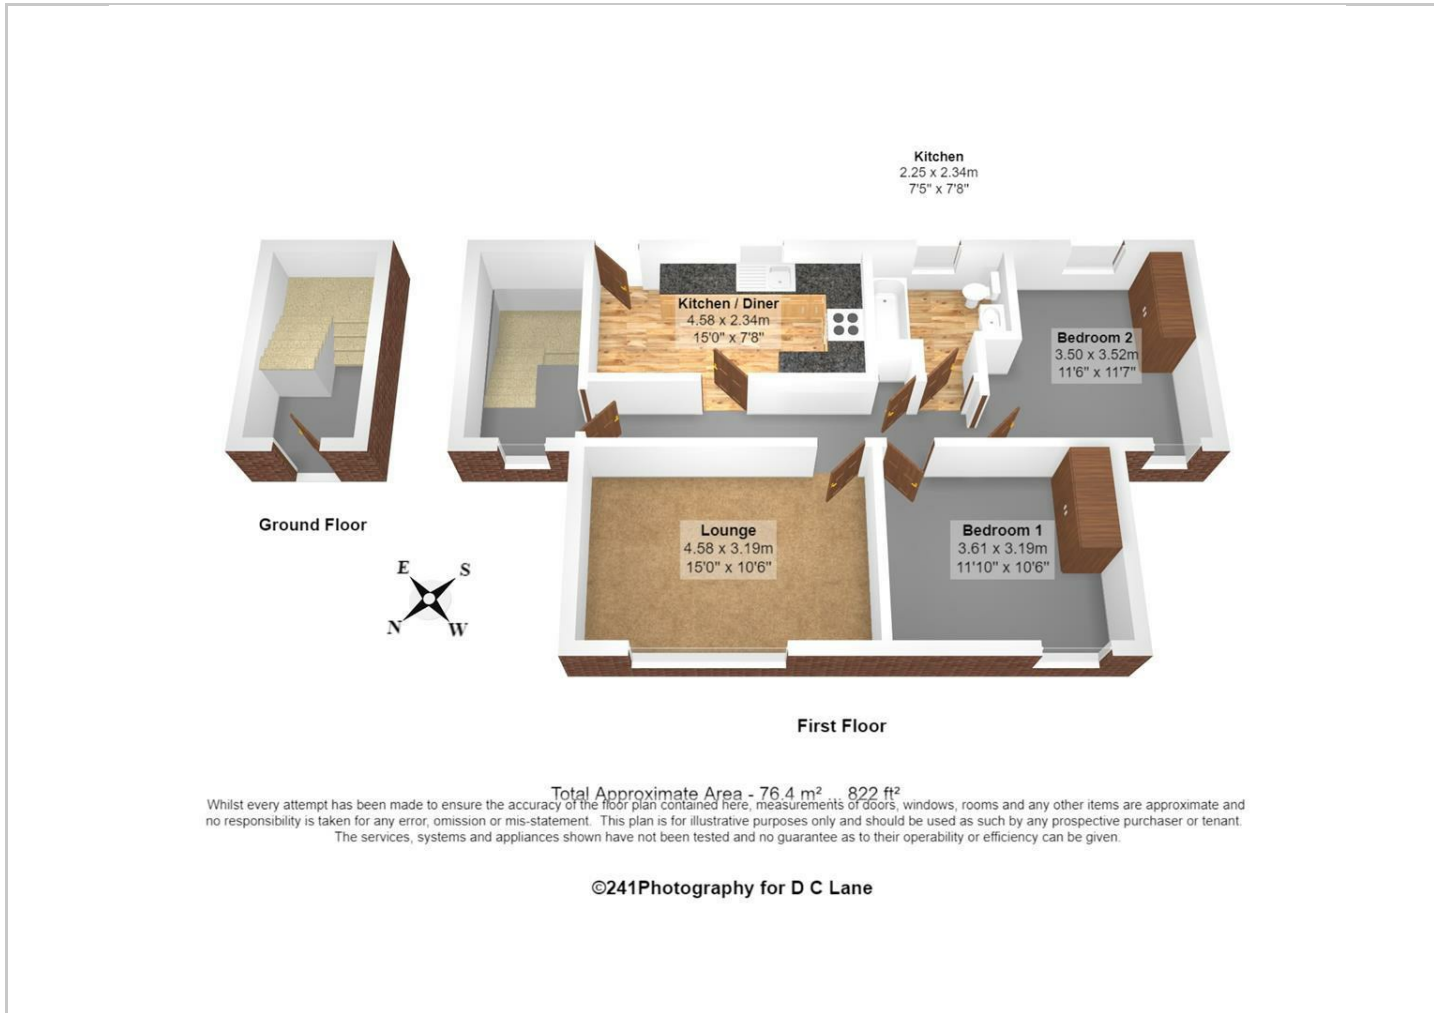 Kitchen
2.25 x 2.34m
7'5" x 7'8"
Kitchen / Diner
4.58 x 2.34m
15'0" x 7'8"
Bedroom 2
3.50 x 3.52m
11'6" x 11'7"
Ground Floor
Lounge
4.58 x 3.19m
15'0" x 10'6"
Bedroom 1
3.61 x 3.19m
11'10" x 10'6"
E S
N W
First Floor
Total Approximate Area - 76.4 m² ... 822 ft²
Whilst every attempt has been made to ensure the accuracy of the floor plan contained here, measurements of doors, windows, rooms and any other items are approximate and
no responsibility is taken for any error, omission or mis-statement. This plan is for illustrative purposes only and should be used as such by any prospective purchaser or tenant.
The services, systems and appliances shown have not been tested and no guarantee as to their operability or efficiency can be given.
©241Photography for D C Lane